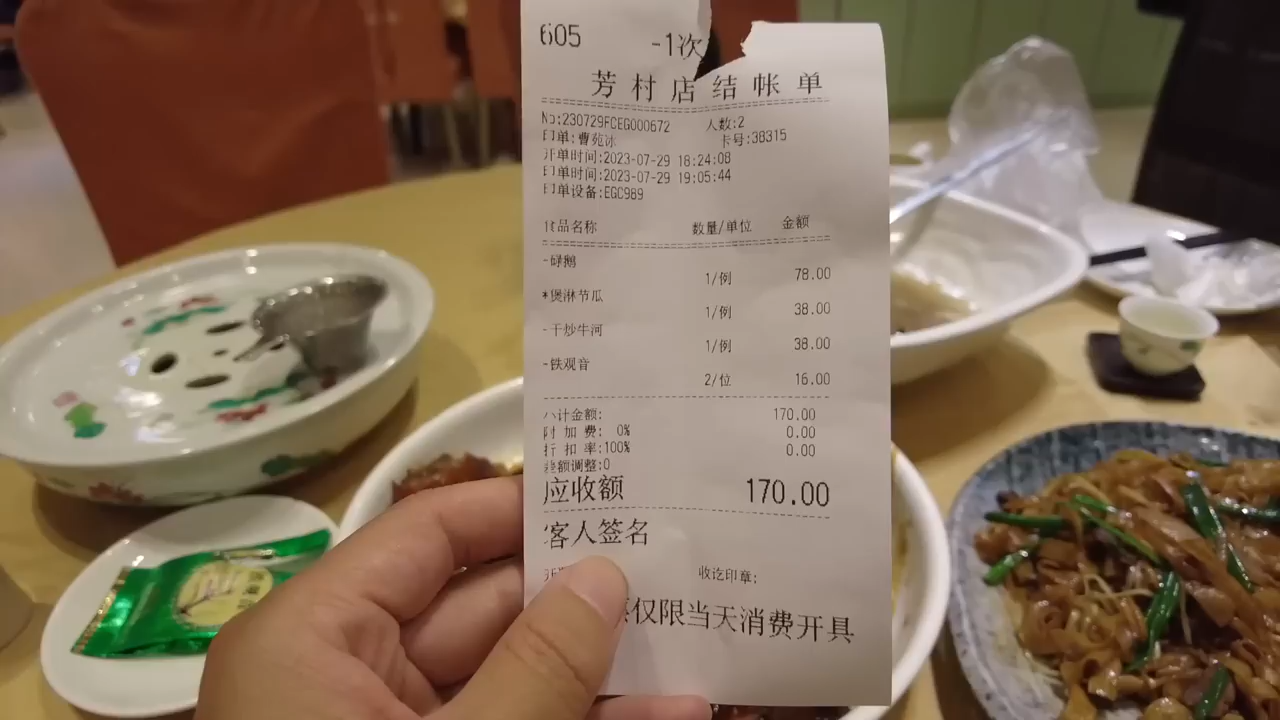 605 -1次
芳村店结帐单
No:230729FCEG000672 人数:2
印单:曹苑冰 卡号:38315
开单时间:2023-07-29 18:24:08
印单时间:2023-07-29 19:05:44
印单设备:EGC989
食品名称 数量/单位 金额
-碌鹅
1/例 78.00
*煲淋节瓜
1/例 38.00
-干炒牛河
1/例 38.00
-铁观音
2/位 16.00
小计金额: 170.00
附加费: 0% 0.00
折扣率:100% 0.00
差额调整:0
应收额 170.00
客人签名
收讫印章:
仅限当天消费开具